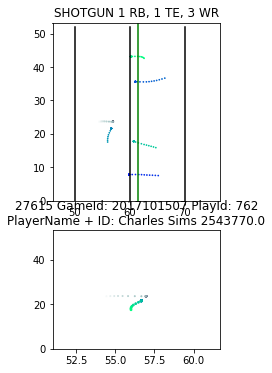 SHOTGUN 1 RB, 1 TE, 3 WR
50
40
30
20
10
0
50 60 70
27615 GameId: 2017101507 PlayId: 762
PlayerName + ID: Charles Sims 2543770.0
40
20
0
52.5 55.0 57.5 60.0